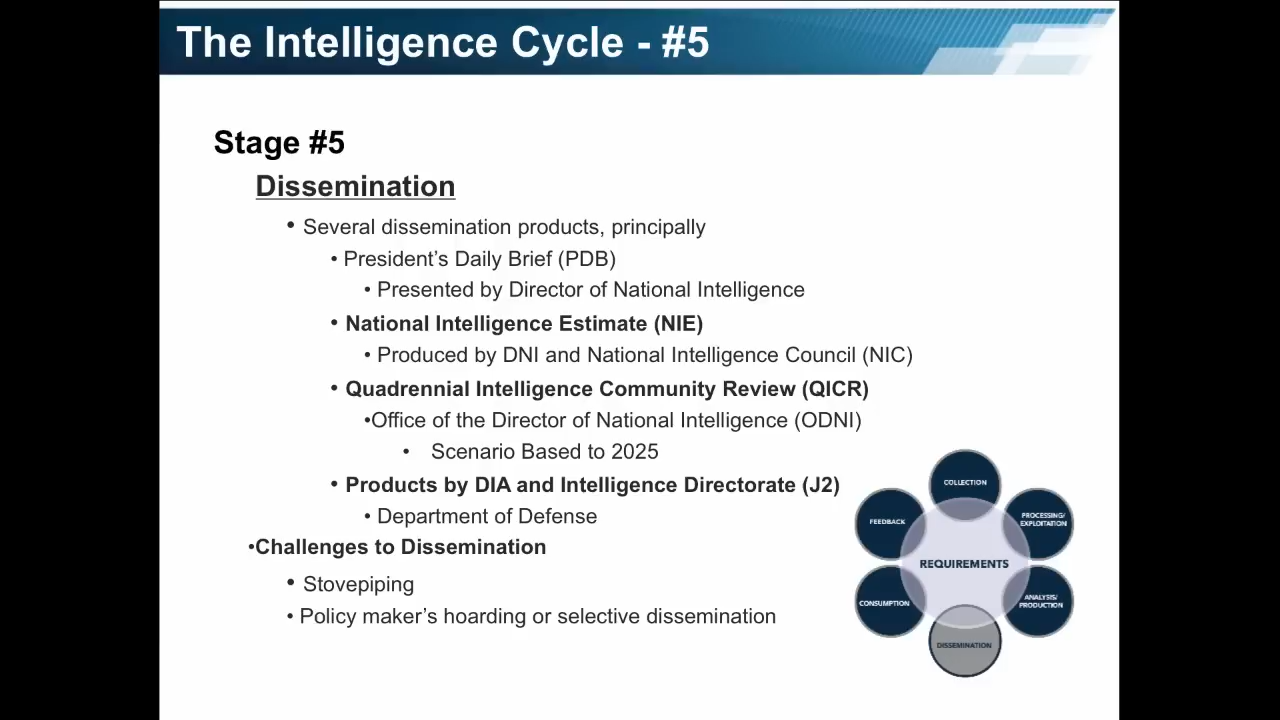 The Intelligence Cycle - #5
Stage #5
Dissemination
• Several dissemination products, principally
• President’s Daily Brief (PDB)
• Presented by Director of National Intelligence
• National Intelligence Estimate (NIE)
• Produced by DNI and National Intelligence Council (NIC)
• Quadrennial Intelligence Community Review (QICR)
•Office of the Director of National Intelligence (ODNI)
• Scenario Based to 2025
• Products by DIA and Intelligence Directorate (J2)
• Department of Defense
•Challenges to Dissemination
• Stovepiping
• Policy maker’s hoarding or selective dissemination
COLLECTION
FEEDBACK
PROCESSING/
EXPLOITATION
REQUIREMENTS
CONSUMPTION
ANALYSIS/
PRODUCTION
DISSEMINATION